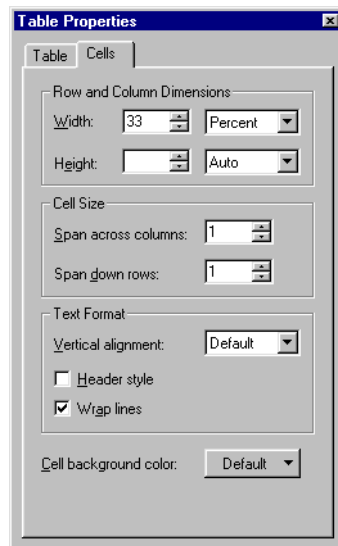 Table Properties
Table Cells
Row and Column Dimensions
Width: 33 Percent
Height: Auto
Cell Size
Span across columns: 1
Span down rows: 1
Text Format
Vertical alignment: Default
Header style
Wrap lines
Cell background color: Default